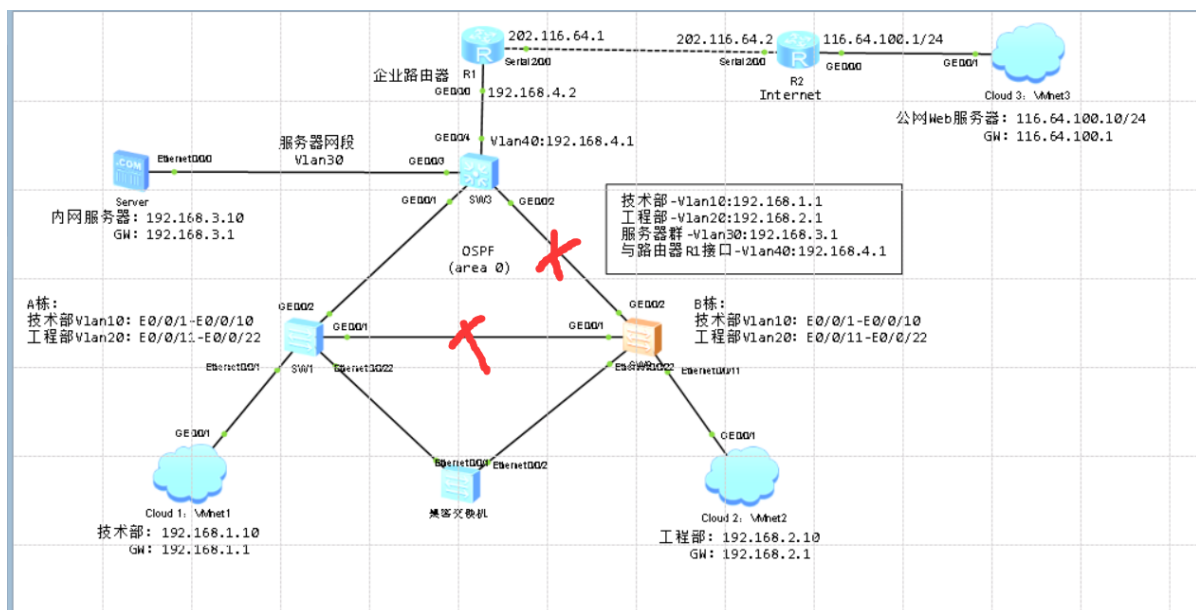 202.116.64.1
202.116.64.2
116.64.100.1/24
Serial2/0/0
Serial2/0/0
GE0/0/0
GE0/0/1
R1
R2
企业路由器
Internet
GE0/0/0
192.168.4.2
Cloud 3: VMnet3
公网Web服务器: 116.64.100.10/24
GW: 116.64.100.1
GE0/0/4
Vlan40:192.168.4.1
服务器网段
Vlan30
Ethernet0/0/0
GE0/0/3
.COM
Server
SW3
内网服务器: 192.168.3.10
GW: 192.168.3.1
GE0/0/1
GE0/0/2
技术部-Vlan10:192.168.1.1
工程部-Vlan20:192.168.2.1
服务器群-Vlan30:192.168.3.1
与路由器R1接口-Vlan40:192.168.4.1
OSPF
(area 0)
A栋:
技术部Vlan10: E0/0/1-E0/0/10
工程部Vlan20: E0/0/11-E0/0/22
GE0/0/2
GE0/0/1
GE0/0/2
GE0/0/1
B栋:
技术部Vlan10: E0/0/1-E0/0/10
工程部Vlan20: E0/0/11-E0/0/22
Ethernet0/0/1
SW1
Ethernet0/0/22
Ethernet0/0/11
GE0/0/1
GE0/0/1
Ethernet0/0/1
Ethernet0/0/2
Cloud 1: VMnet1
技术部: 192.168.1.10
GW: 192.168.1.1
Cloud 2: VMnet2
工程部: 192.168.2.10
GW: 192.168.2.1